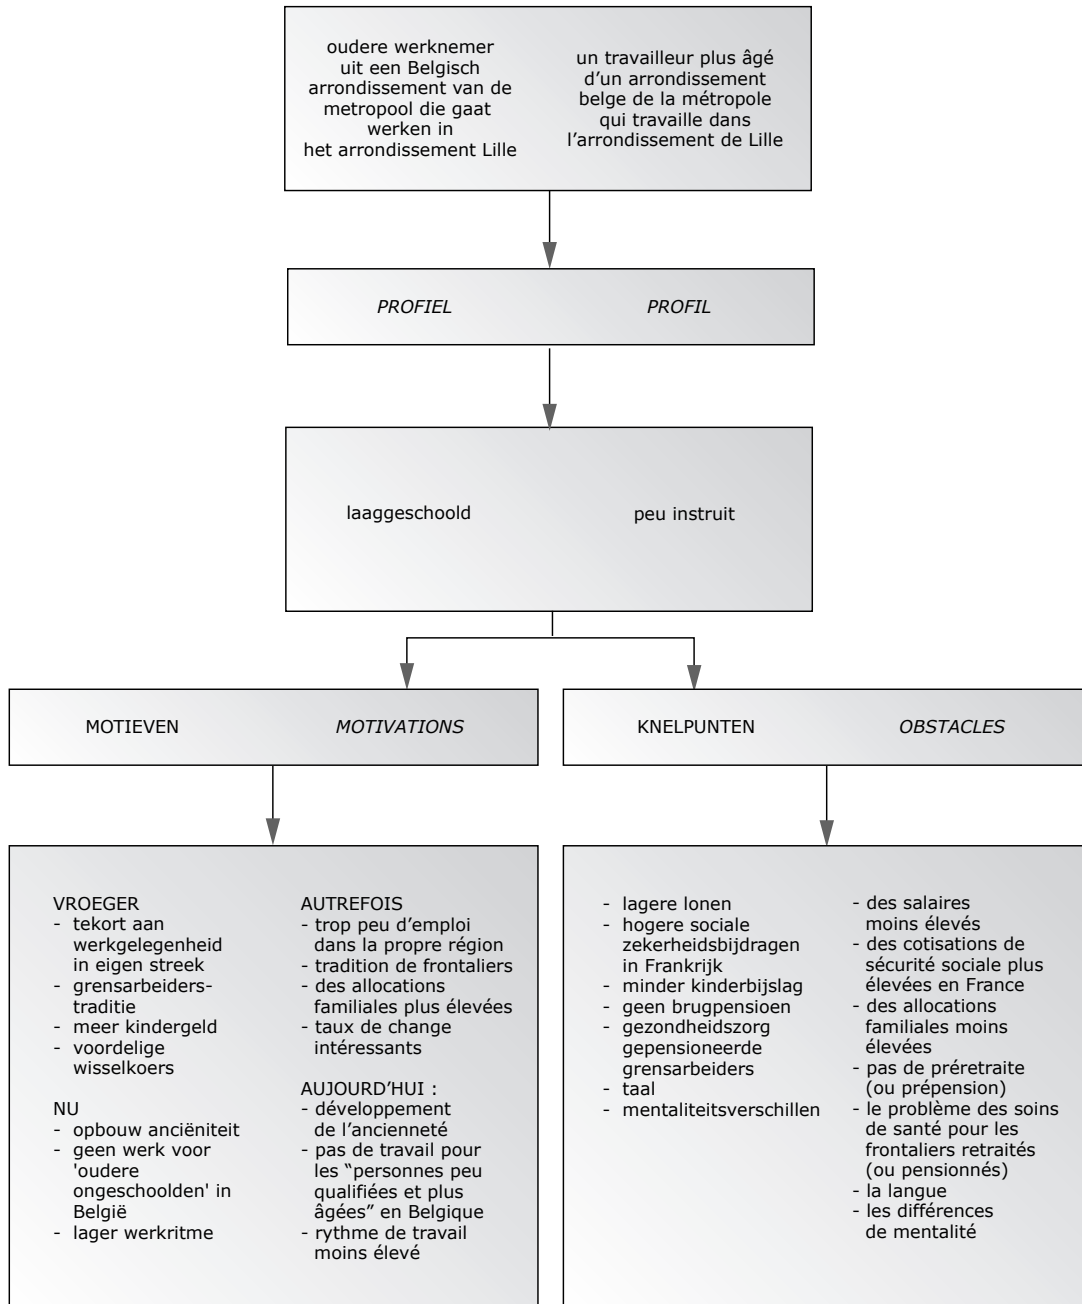 oudere werknemer
uit een Belgisch
arrondissement van de
metropool die gaat
werken in
het arrondissement Lille
un travailleur plus âgé
d’un arrondissement
belge de la métropole
qui travaille dans
l’arrondissement de Lille
PROFIEL
PROFIL
laaggeschoold
peu instruit
MOTIEVEN
MOTIVATIONS
KNELPUNTEN
OBSTACLES
VROEGER
- tekort aan
werkgelegenheid
in eigen streek
- grensarbeiders-
traditie
- meer kindergeld
- voordelige
wisselkoers
NU
- opbouw anciëniteit
- geen werk voor
'oudere
ongeschoolden' in
België
- lager werkritme
AUTREFOIS
- trop peu d’emploi
dans la propre région
- tradition de frontaliers
- des allocations
familiales plus élevées
- taux de change
intéressants
AUJOURD’HUI :
- développement
de l’ancienneté
- pas de travail pour
les “personnes peu
qualifiées et plus
âgées” en Belgique
- rythme de travail
moins élevé
- lagere lonen
- hogere sociale
zekerheidsbijdragen
in Frankrijk
- minder kinderbijslag
- geen brugpensioen
- gezondheidszorg
gepensioneerde
grensarbeiders
- taal
- mentaliteitsverschillen
- des salaires
moins élevés
- des cotisations de
sécurité sociale plus
élevées en France
- des allocations
familiales moins
élevées
- pas de préretraite
(ou prépension)
- le problème des soins
de santé pour les
frontaliers retraités
(ou pensionnés)
- la langue
- les différences
de mentalité